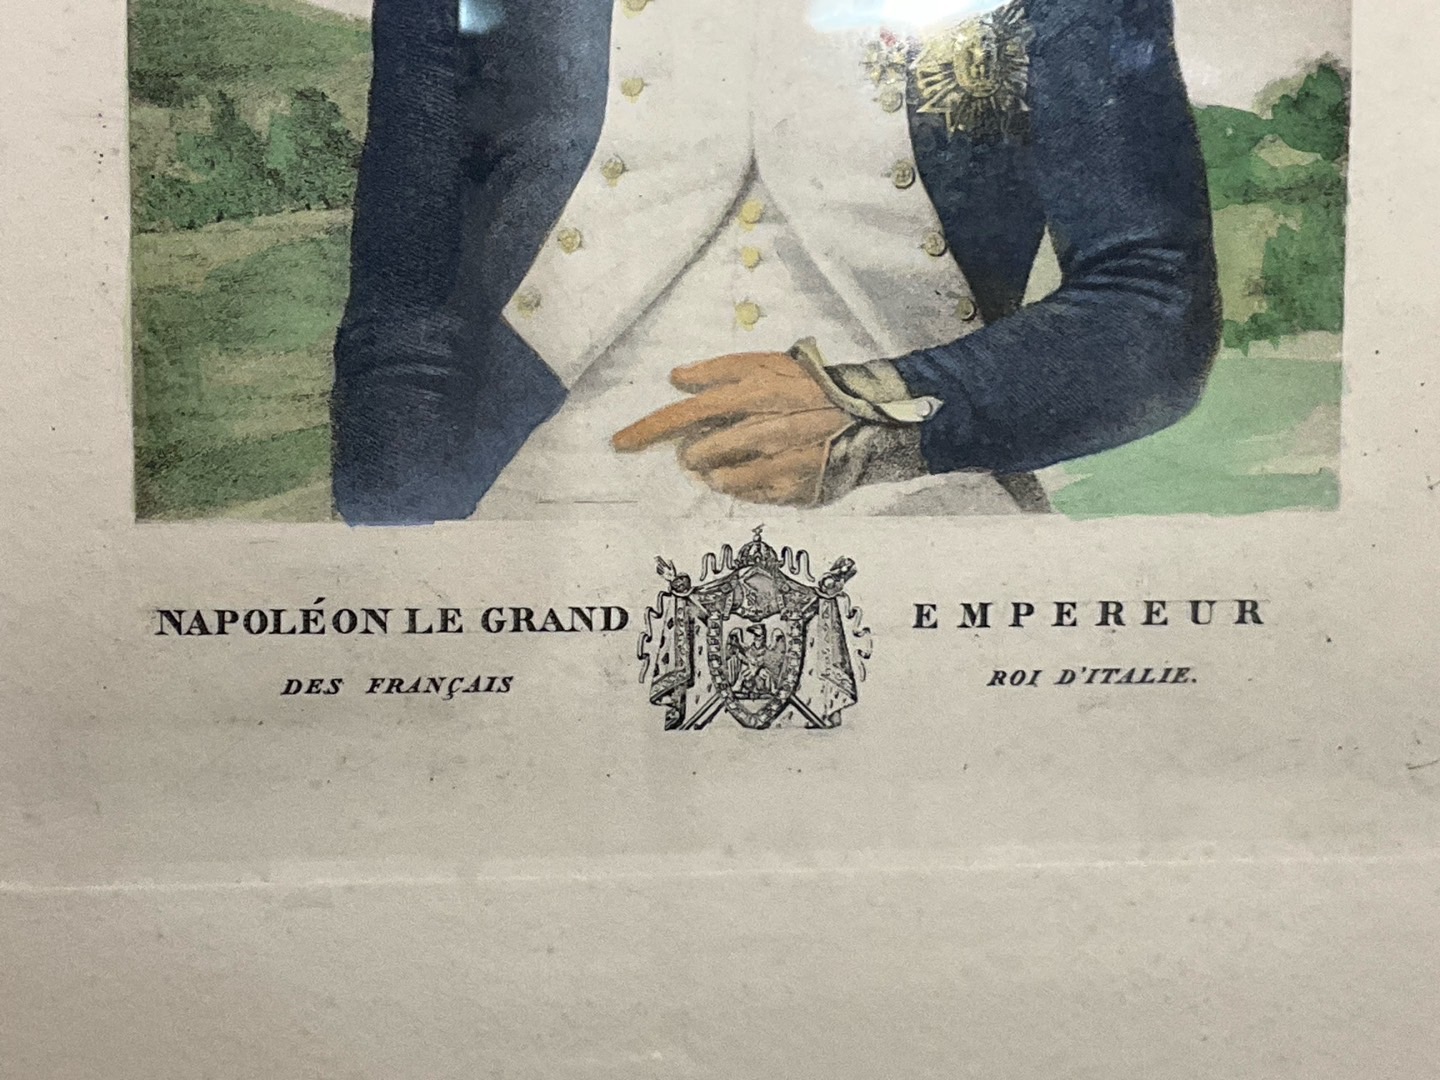 NAPOLÉON LE GRAND EMPEREUR
DES FRANÇAIS ROI D'ITALIE.